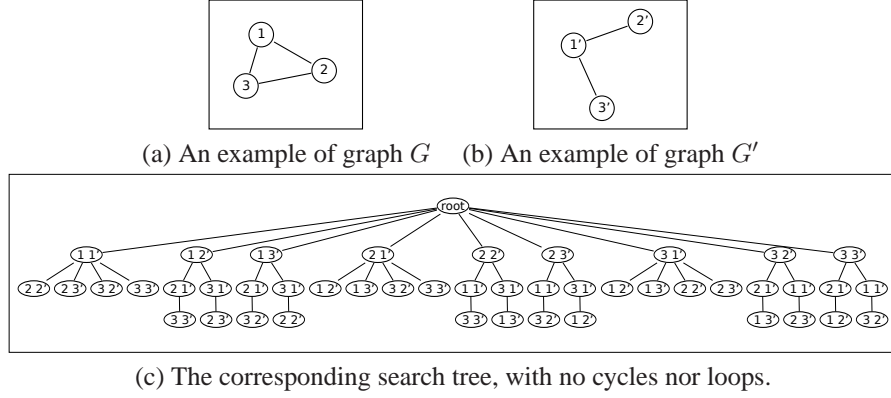 1
2
3
1'
2'
3'
(a) An example of graph G
(b) An example of graph G'
root
1 1' 1 2' 1 3' 2 1' 2 2' 2 3' 3 1' 3 2' 3 3'
2 2' 2 3' 3 2' 3 3' 2 1' 3 1' 2 1' 3 1' 1 2' 1 3' 3 2' 3 3' 1 1' 3 1' 1 1' 3 1' 1 2' 1 3' 2 2' 2 3' 2 1' 1 1' 2 1' 1 1'
3 3' 2 3' 3 2' 2 2' 3 3' 1 3' 3 2' 1 2' 1 3' 2 3' 1 2' 3 2'
(c) The corresponding search tree, with no cycles nor loops.